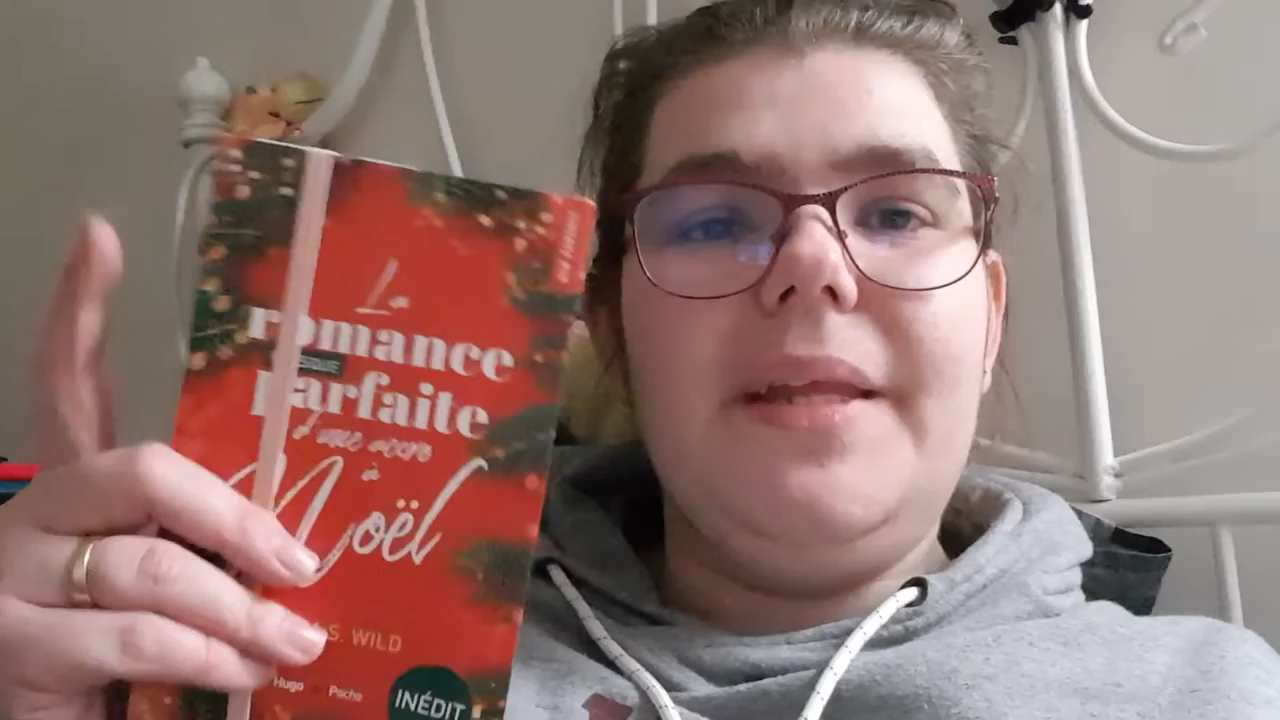 La
romance
parfaite
d'une accro
à
Noël
S. WILD
Hugo Poche
INÉDIT